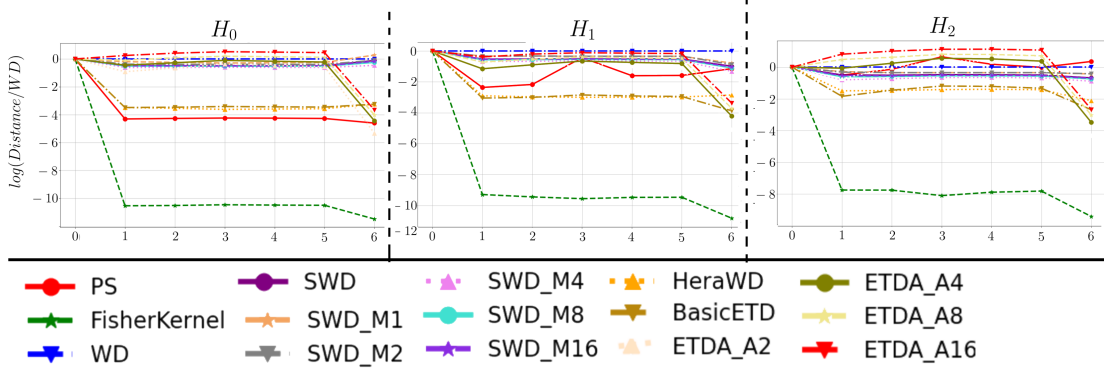 H₀ H₁ H₂
log(Distance/WD)
0 −2 −4 −6 −8 −10
0 1 2 3 4 5 6
0 −2 −4 −6 −8 −10 −12
0 1 2 3 4 5 6
0 −2 −4 −6 −8
0 1 2 3 4 5 6
PS SWD SWD_M4 HeraWD ETDA_A4
FisherKernel SWD_M1 SWD_M8 BasicETD ETDA_A8
WD SWD_M2 SWD_M16 ETDA_A2 ETDA_A16